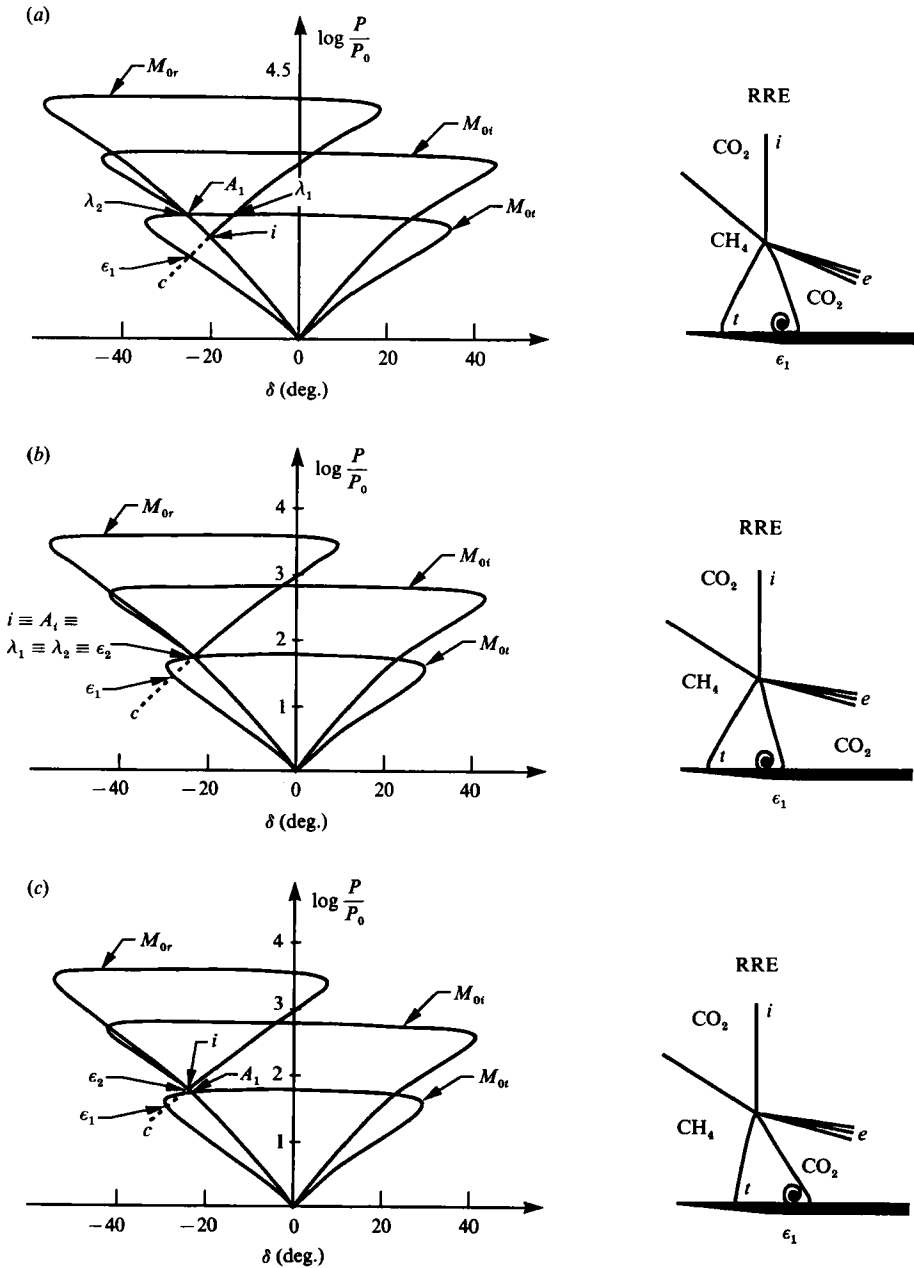 (a)
log P/P₀
4.5
M₀ᵣ
M₀ᵢ
λ₂
A₁
λ₁
M₀ₜ
i
ϵ₁
c
−40 −20 0 20 40
δ (deg.)
RRE
CO₂ i
CH₄
CO₂ e
t
ϵ₁
(b)
log P/P₀
4
M₀ᵣ
3
M₀ᵢ
i ≡ Aᵢ ≡
λ₁ ≡ λ₂ ≡ ϵ₂
2
M₀ₜ
ϵ₁
c
1
−40 −20 0 20 40
δ (deg.)
RRE
CO₂ i
CH₄
e
t CO₂
ϵ₁
(c)
log P/P₀
4
M₀ᵣ
3
M₀ᵢ
i
2
ϵ₂
A₁
M₀ₜ
ϵ₁
c
1
−40 −20 0 20 40
δ (deg.)
RRE
CO₂ i
CH₄
e
CO₂
t
ϵ₁